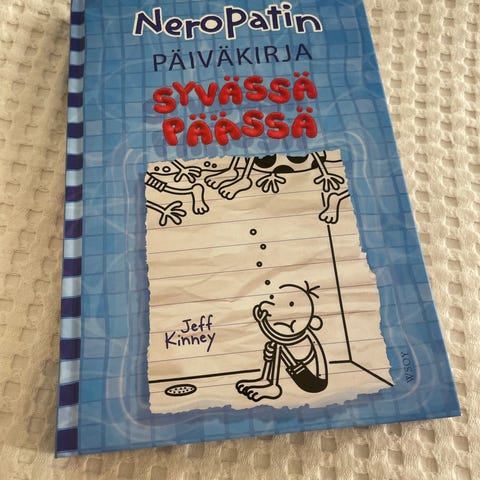 NeroPatin
PÄIVÄKIRJA
SYVÄSSÄ
PÄÄSSÄ
Jeff
Kinney
WSOY